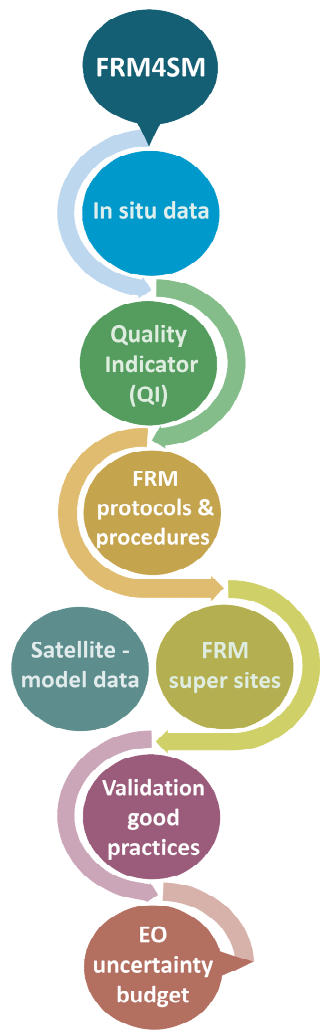 FRM4SM
In situ data
Quality
Indicator
(QI)
FRM
protocols &
procedures
Satellite -
model data
FRM
super sites
Validation
good
practices
EO
uncertainty
budget